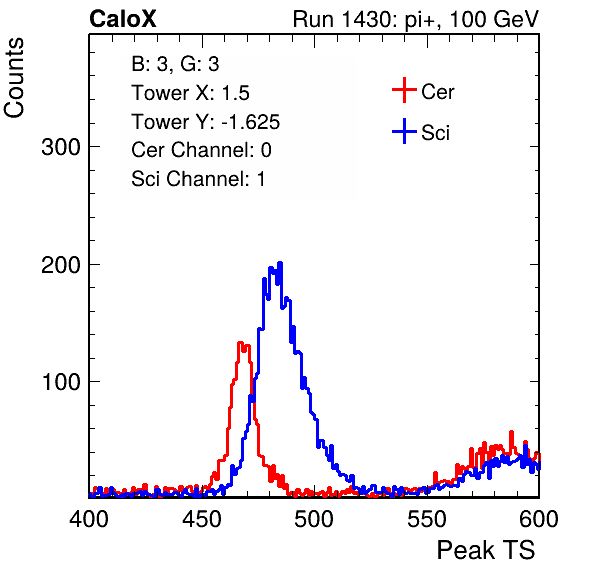 CaloX Run 1430: pi+, 100 GeV
Counts
B: 3, G: 3
Tower X: 1.5
Tower Y: -1.625
Cer Channel: 0
Sci Channel: 1
Cer
Sci
300
200
100
400 450 500 550 600
Peak TS